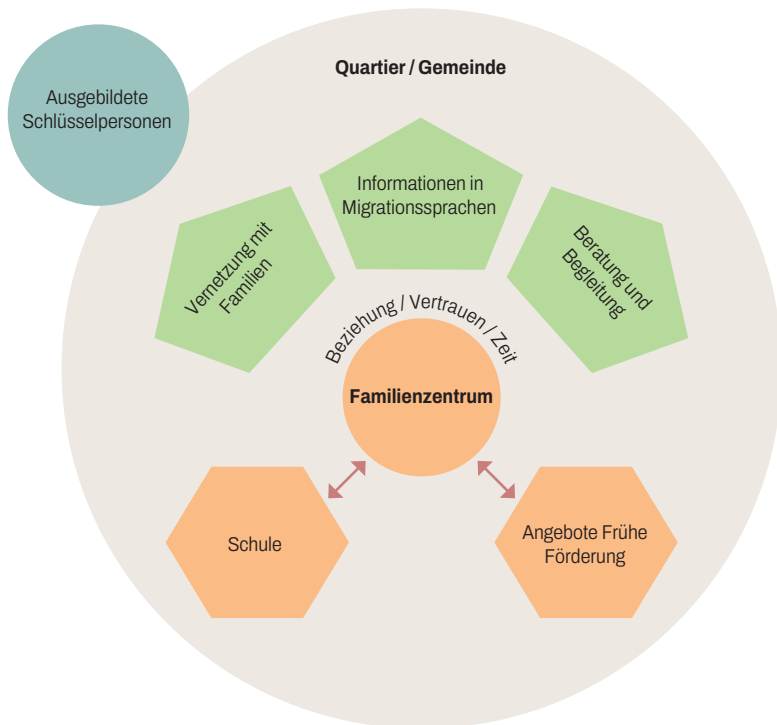 Quartier / Gemeinde
Ausgebildete
Schlüsselpersonen
Informationen in
Migrationssprachen
Vernetzung mit
Familien
Beratung und
Begleitung
Beziehung / Vertrauen / Zeit
Familienzentrum
Schule
Angebote Frühe
Förderung